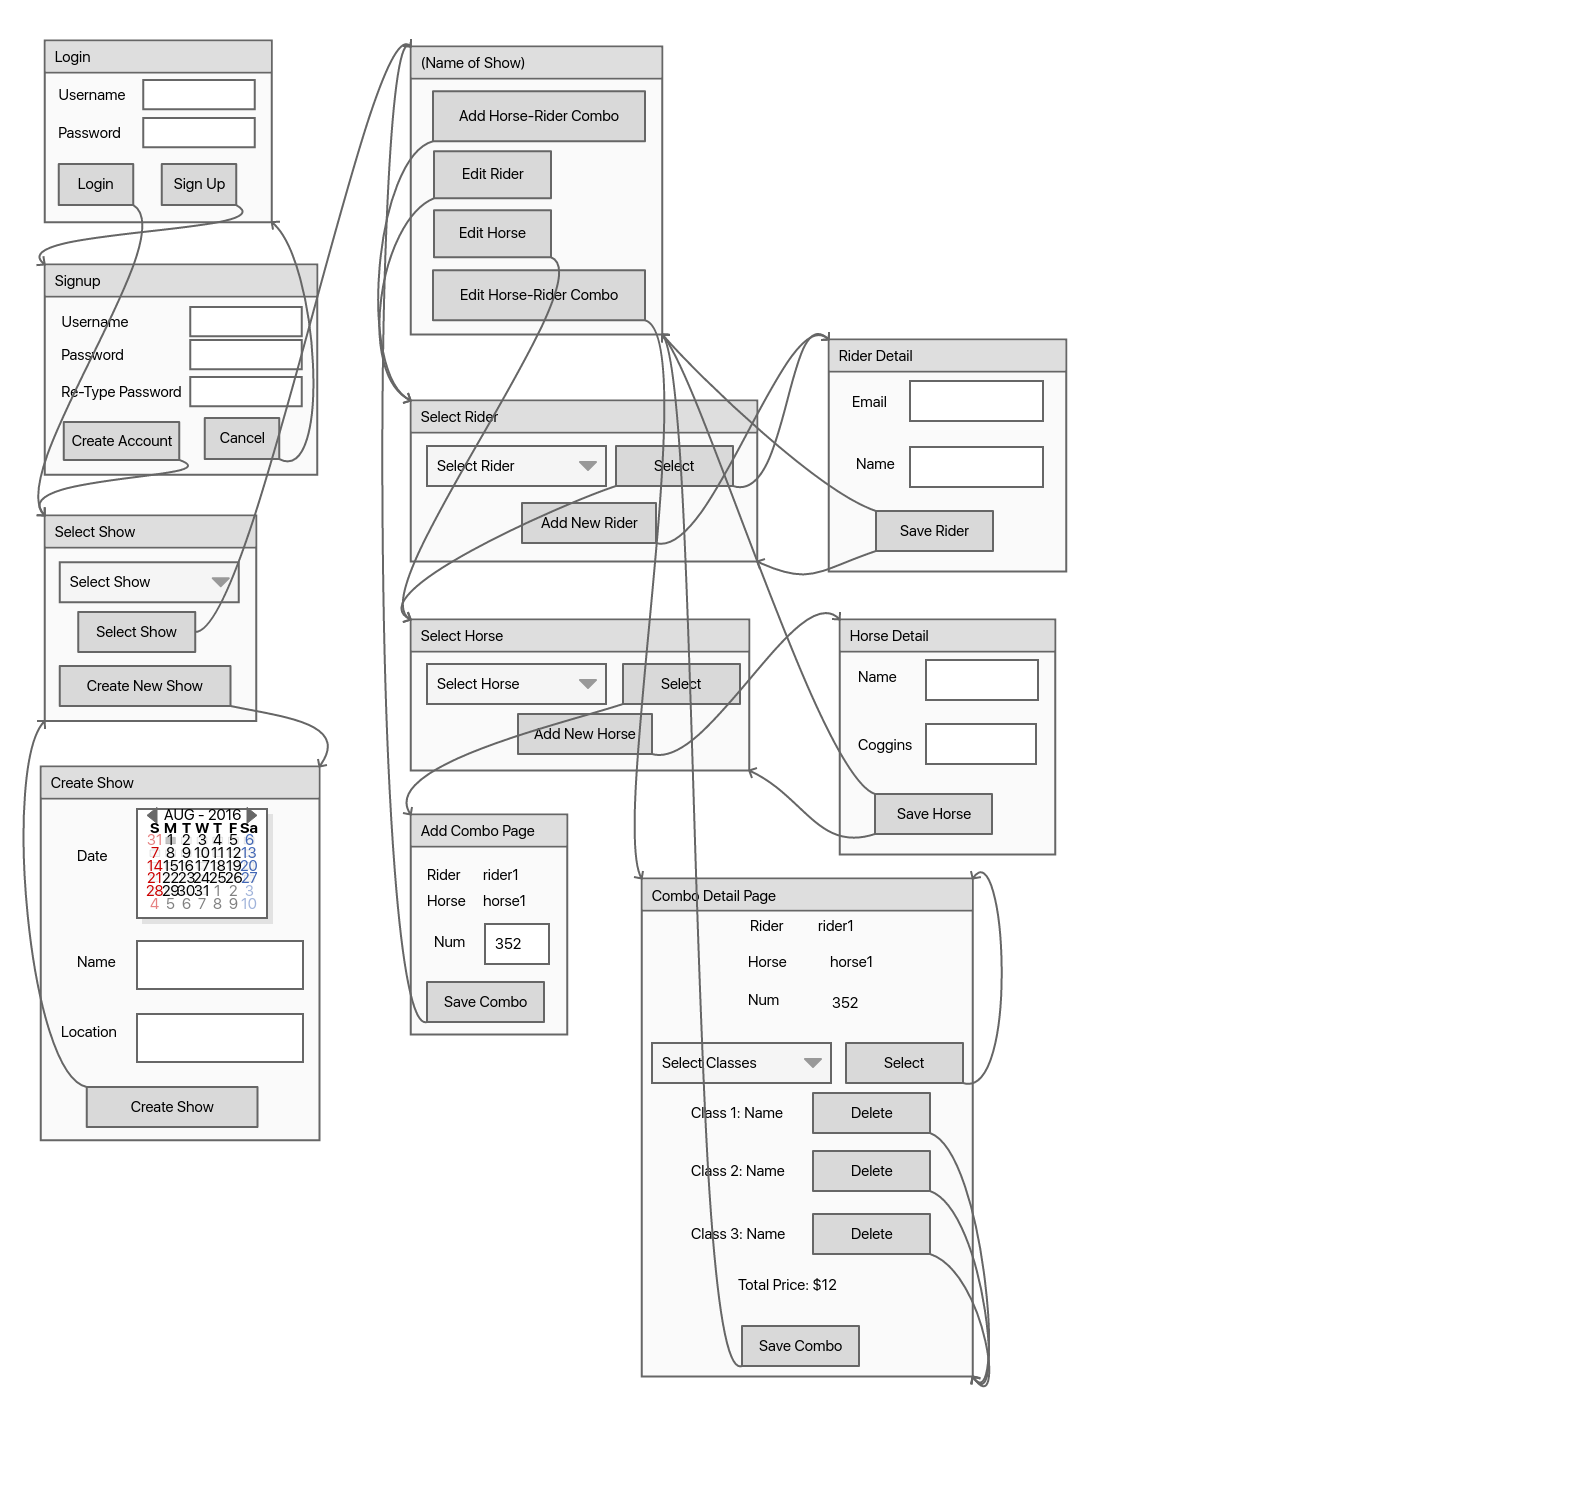 Login
Username
Password
Login Sign Up
Signup
Username
Password
Re-Type Password
Create Account Cancel
Select Show
Select Show
Select Show
Create New Show
Create Show
Date
AUG - 2016
S M T W T F Sa
31 1 2 3 4 5 6
7 8 9 10 11 12 13
14 15 16 17 18 19 20
21 22 23 24 25 26 27
28 29 30 31 1 2 3
4 5 6 7 8 9 10
Name
Location
Create Show
(Name of Show)
Add Horse-Rider Combo
Edit Rider
Edit Horse
Edit Horse-Rider Combo
Select Rider
Select Rider Select
Add New Rider
Select Horse
Select Horse Select
Add New Horse
Add Combo Page
Rider rider1
Horse horse1
Num 352
Save Combo
Rider Detail
Email
Name
Save Rider
Horse Detail
Name
Coggins
Save Horse
Combo Detail Page
Rider rider1
Horse horse1
Num 352
Select Classes Select
Class 1: Name Delete
Class 2: Name Delete
Class 3: Name Delete
Total Price: $12
Save Combo